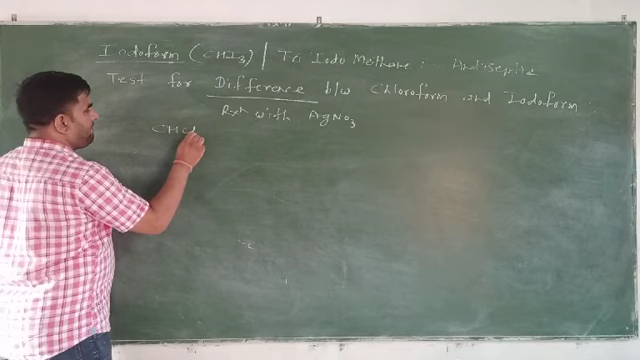 Iodoform (CHI3) | Tri Iodo Methane : Antiseptic
Test for Difference b/w Chloroform and Iodoform :
Rxn with AgNO3
CHCl